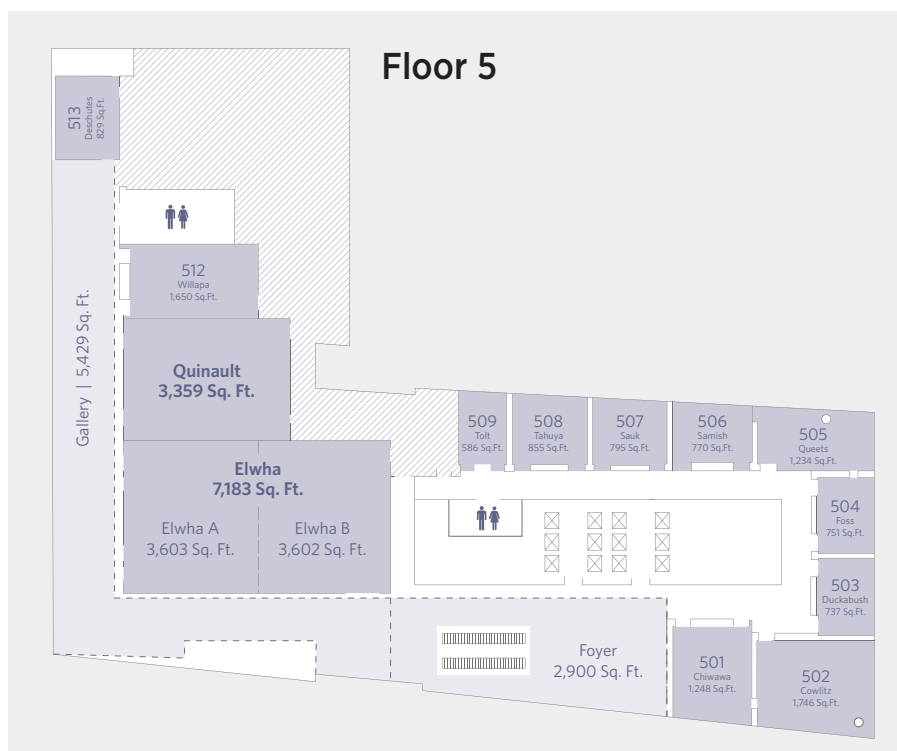 Floor 5
513
Deschutes
829 Sq.Ft.
512
Willapa
1,650 Sq.Ft.
Gallery | 5,429 Sq. Ft.
Quinault
3,359 Sq. Ft.
Elwha
7,183 Sq. Ft.
Elwha A
3,603 Sq. Ft.
Elwha B
3,602 Sq. Ft.
509
Tolt
586 Sq.Ft.
508
Tahuya
855 Sq.Ft.
507
Sauk
795 Sq.Ft.
506
Samish
770 Sq.Ft.
505
Queets
1,234 Sq.Ft.
504
Foss
751 Sq.Ft.
503
Duckabush
737 Sq.Ft.
Foyer
2,900 Sq. Ft.
501
Chiwawa
1,248 Sq.Ft.
502
Cowlitz
1,746 Sq.Ft.